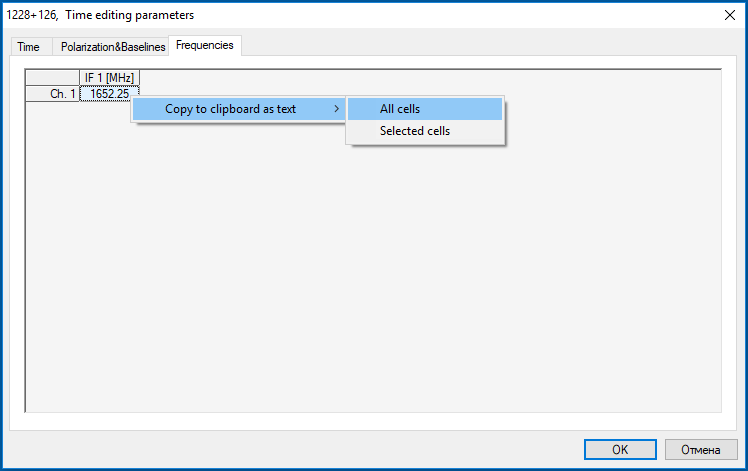 1228+126, Time editing parameters
Time Polarization&Baselines Frequencies
IF 1 [MHz]
Ch. 1 1652.25
Copy to clipboard as text All cells
Selected cells
OK Отмена